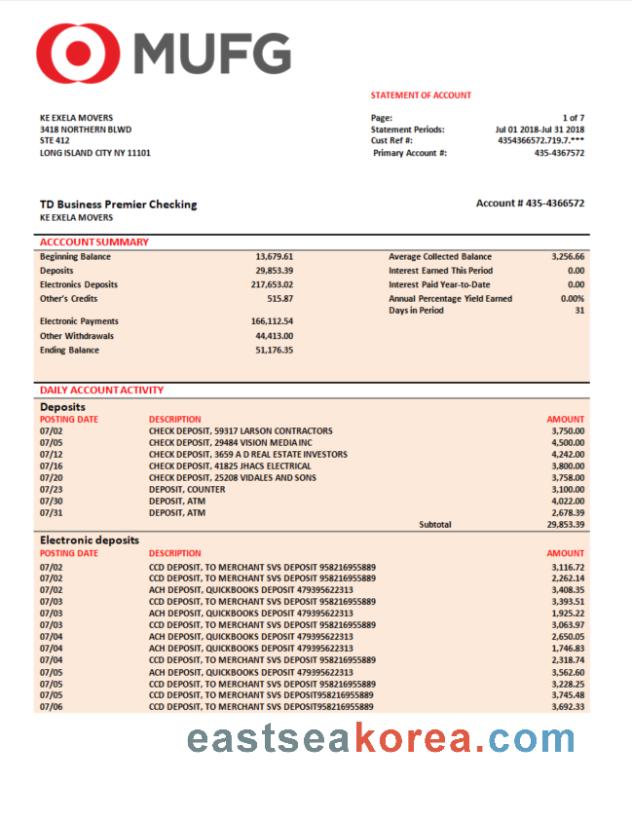 MUFG
STATEMENT OF ACCOUNT
KE EXELA MOVERS
3418 NORTHERN BLWD
STE 412
LONG ISLAND CITY NY 11101
Page: 1 of 7
Statement Periods: Jul 01 2018-Jul 31 2018
Cust Ref #: 4354366572.719.7.***
Primary Account #: 435-4367572
TD Business Premier Checking
KE EXELA MOVERS
Account # 435-4366572
ACCCOUNT SUMMARY
Beginning Balance 13,679.61 Average Collected Balance 3,256.66
Deposits 29,853.39 Interest Earned This Period 0.00
Electronics Deposits 217,653.02 Interest Paid Year-to-Date 0.00
Other's Credits 515.87 Annual Percentage Yield Earned 0.00%
Days in Period 31
Electronic Payments 166,112.54
Other Withdrawals 44,413.00
Ending Balance 51,176.35
DAILY ACCOUNT ACTIVITY
Deposits
POSTING DATE DESCRIPTION AMOUNT
07/02 CHECK DEPOSIT, 59317 LARSON CONTRACTORS 3,750.00
07/05 CHECK DEPOSIT, 29484 VISION MEDIA INC 4,500.00
07/12 CHECK DEPOSIT, 3659 A D REAL ESTATE INVESTORS 4,242.00
07/16 CHECK DEPOSIT, 41825 JHACS ELECTRICAL 3,800.00
07/20 CHECK DEPOSIT, 25208 VIDALES AND SONS 3,758.00
07/23 DEPOSIT, COUNTER 3,100.00
07/30 DEPOSIT, ATM 4,022.00
07/31 DEPOSIT, ATM 2,678.39
Subtotal 29,853.39
Electronic deposits
POSTING DATE DESCRIPTION AMOUNT
07/02 CCD DEPOSIT, TO MERCHANT SVS DEPOSIT 958216955889 3,116.72
07/02 CCD DEPOSIT, TO MERCHANT SVS DEPOSIT 958216955889 2,262.14
07/02 ACH DEPOSIT, QUICKBOOKS DEPOSIT 479395622313 3,408.35
07/03 CCD DEPOSIT, TO MERCHANT SVS DEPOSIT 958216955889 3,393.51
07/03 ACH DEPOSIT, QUICKBOOKS DEPOSIT 479395622313 1,925.22
07/03 CCD DEPOSIT, TO MERCHANT SVS DEPOSIT 958216955889 3,063.97
07/04 ACH DEPOSIT, QUICKBOOKS DEPOSIT 479395622313 2,650.05
07/04 ACH DEPOSIT, QUICKBOOKS DEPOSIT 479395622313 1,746.83
07/04 CCD DEPOSIT, TO MERCHANT SVS DEPOSIT 958216955889 2,318.74
07/05 ACH DEPOSIT, QUICKBOOKS DEPOSIT 479395622313 3,562.60
07/05 CCD DEPOSIT, TO MERCHANT SVS DEPOSIT 958216955889 3,228.25
07/05 CCD DEPOSIT, TO MERCHANT SVS DEPOSIT958216955889 3,745.48
07/06 CCD DEPOSIT, TO MERCHANT SVS DEPOSIT958216955889 3,692.33
eastseakorea.com